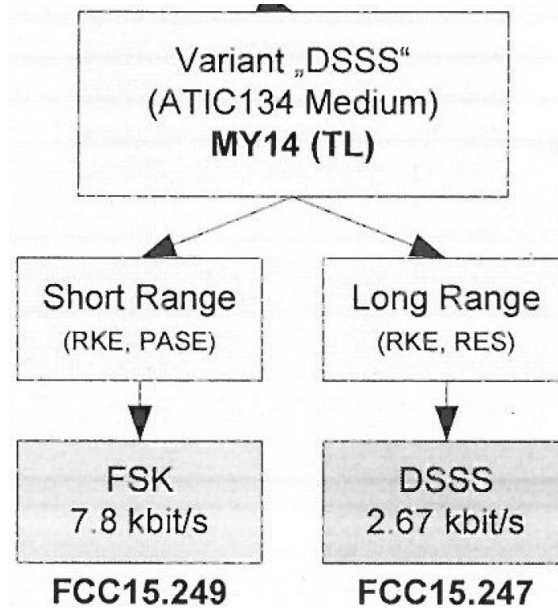 Variant „DSSS“
(ATIC134 Medium)
MY14 (TL)
Short Range
(RKE, PASE)
Long Range
(RKE, RES)
FSK
7.8 kbit/s
DSSS
2.67 kbit/s
FCC15.249
FCC15.247